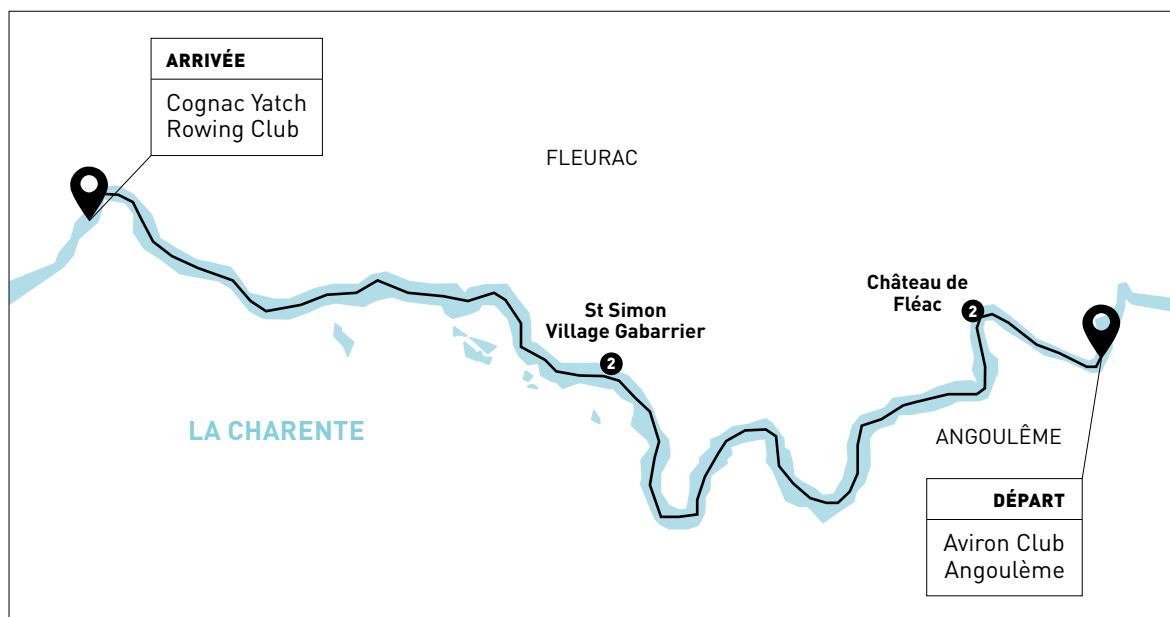 ARRIVÉE
Cognac Yatch
Rowing Club
FLEURAC
Château de
Fléac
2
St Simon
Village Gabarrier
2
LA CHARENTE
ANGOULÊME
DÉPART
Aviron Club
Angoulème